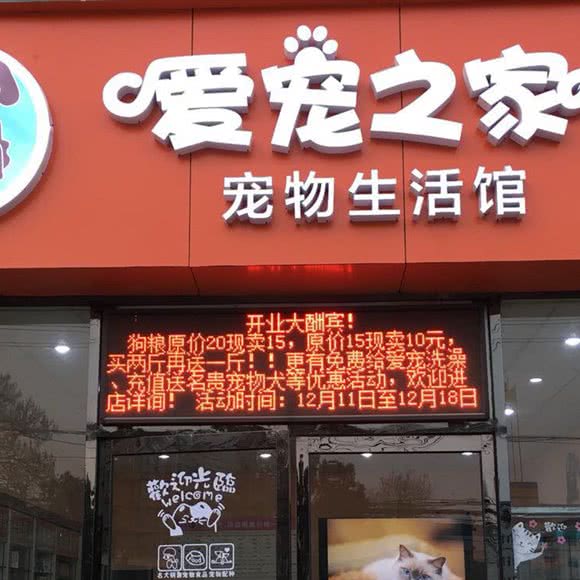 爱宠之家
宠物生活馆
开业大酬宾！
狗粮原价20现卖15，原价15现卖10元，
买两斤再送一斤！！更有免费给爱宠洗澡
、充值送名贵宠物犬等优惠活动，欢迎进
店详询！ 活动时间：12月11日至12月18日
歡迎光臨
welcome
欢迎